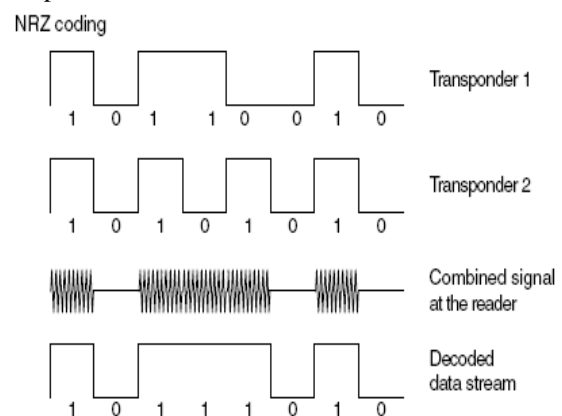 NRZ coding
Transponder 1
1 0 1 1 0 0 1 0
Transponder 2
1 0 1 0 1 0 1 0
Combined signal
at the reader
Decoded
data stream
1 0 1 1 1 0 1 0